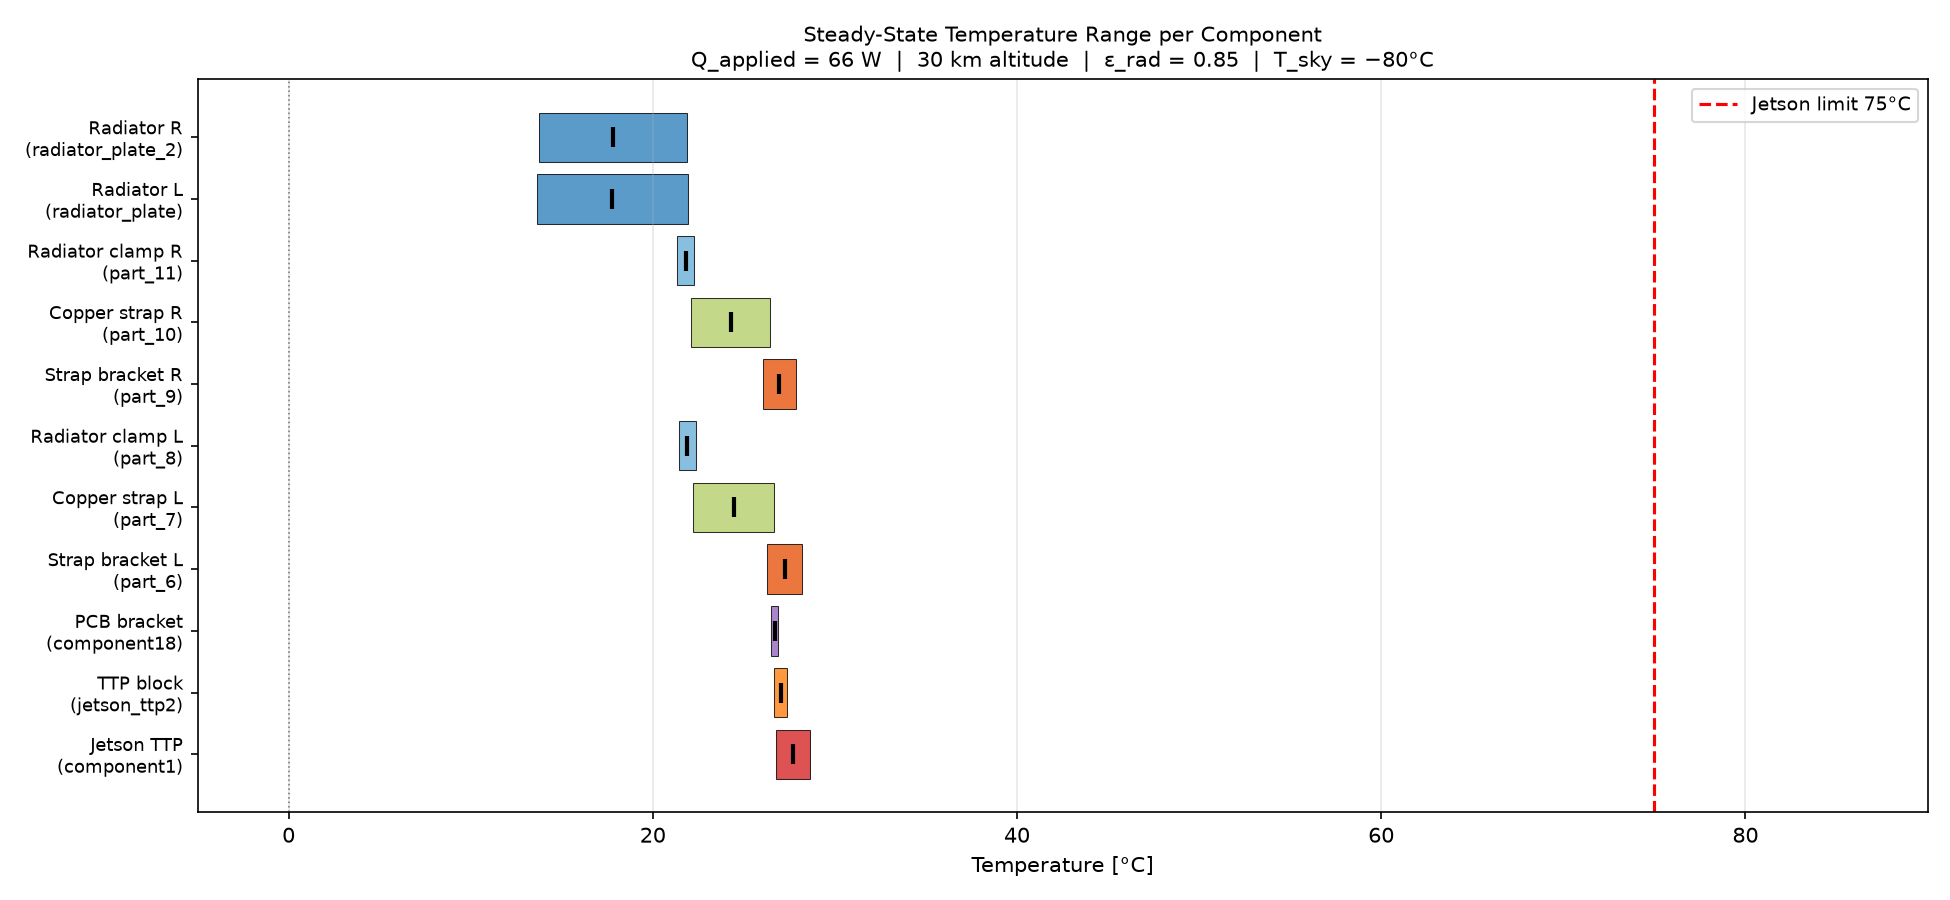 Steady-State Temperature Range per Component
Q_applied = 66 W  |  30 km altitude  |  ε_rad = 0.85  |  T_sky = −80°C
Jetson limit 75°C
Radiator R
(radiator_plate_2)
Radiator L
(radiator_plate)
Radiator clamp R
(part_11)
Copper strap R
(part_10)
Strap bracket R
(part_9)
Radiator clamp L
(part_8)
Copper strap L
(part_7)
Strap bracket L
(part_6)
PCB bracket
(component18)
TTP block
(jetson_ttp2)
Jetson TTP
(component1)
0 20 40 60 80
Temperature [°C]